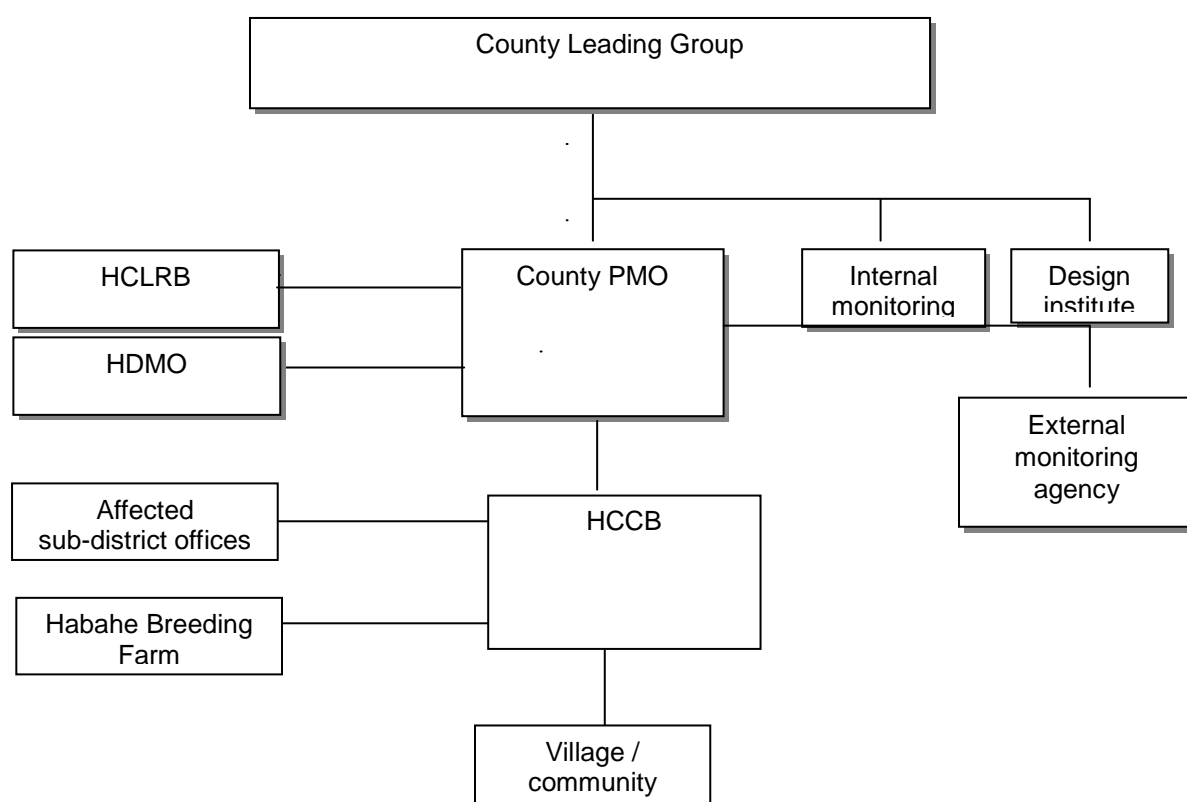 County Leading Group
HCLRB
County PMO
Internal
monitoring
Design
institute
HDMO
External
monitoring
agency
Affected
sub-district offices
HCCB
Habahe Breeding
Farm
Village /
community